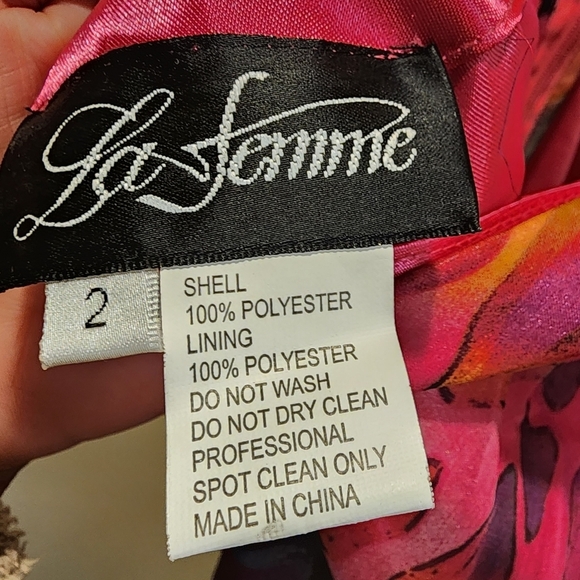 La femme
2
SHELL
100% POLYESTER
LINING
100% POLYESTER
DO NOT WASH
DO NOT DRY CLEAN
PROFESSIONAL
SPOT CLEAN ONLY
MADE IN CHINA